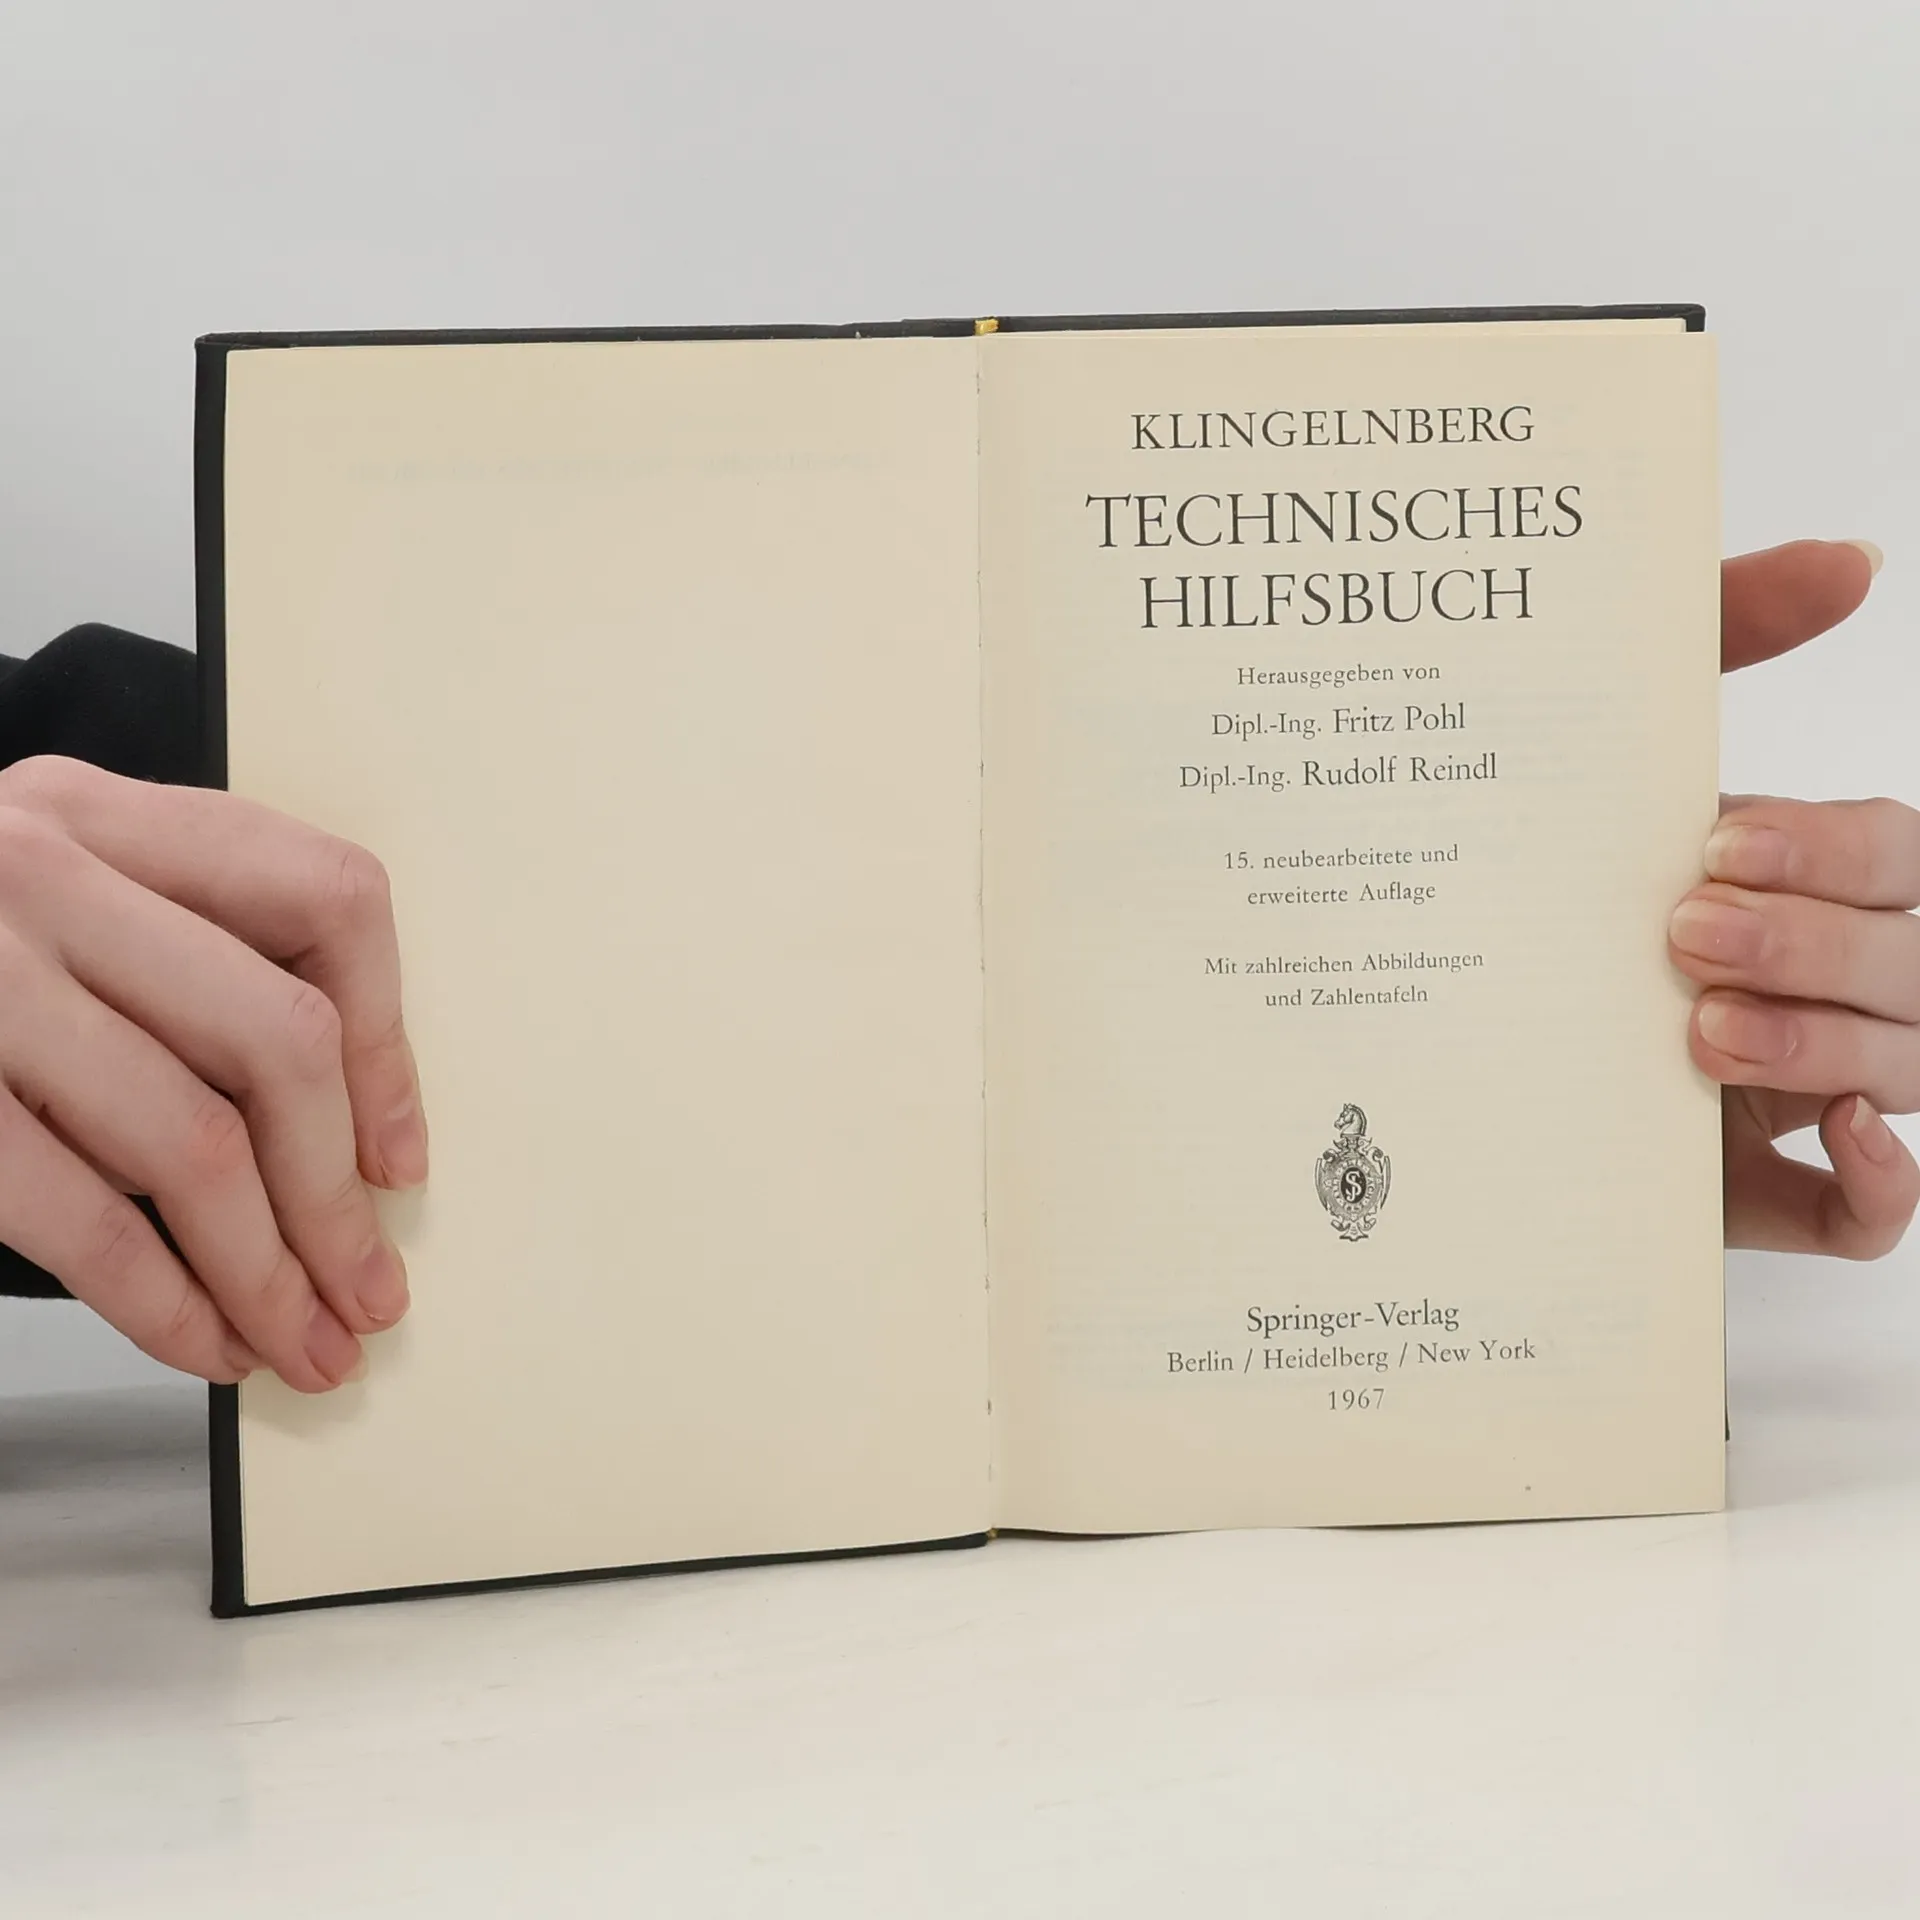 KLINGELNBERG
TECHNISCHES
HILFSBUCH
Herausgegeben von
Dipl.-Ing. Fritz Pohl
Dipl.-Ing. Rudolf Reindl
15. neubearbeitete und
erweiterte Auflage
Mit zahlreichen Abbildungen
und Zahlentafeln
Springer-Verlag
Berlin / Heidelberg / New York
1967